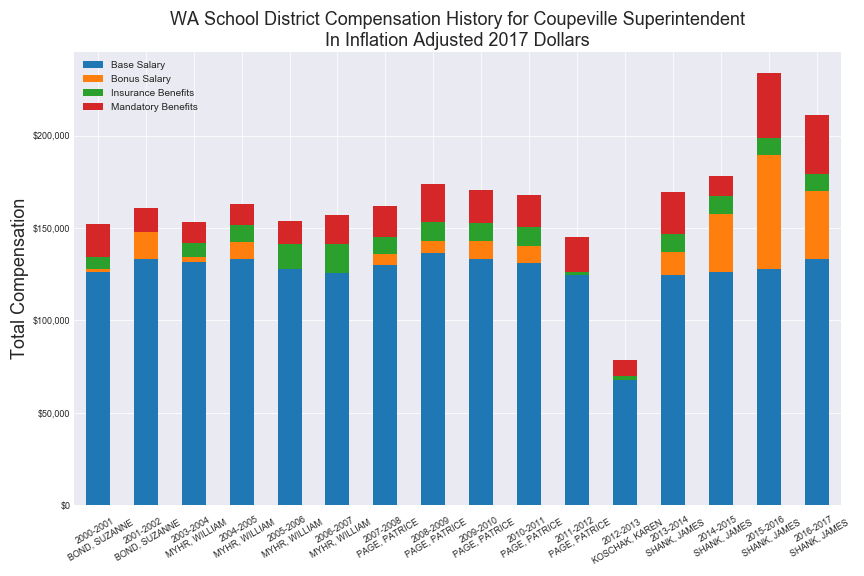 WA School District Compensation History for Coupeville Superintendent
In Inflation Adjusted 2017 Dollars
Base Salary
Bonus Salary
Insurance Benefits
Mandatory Benefits
Total Compensation
$200,000
$150,000
$100,000
$50,000
$0
2000-2001
BOND, SUZANNE
2001-2002
BOND, SUZANNE
2003-2004
MYHR, WILLIAM
2004-2005
MYHR, WILLIAM
2005-2006
MYHR, WILLIAM
2006-2007
MYHR, WILLIAM
2007-2008
PAGE, PATRICE
2008-2009
PAGE, PATRICE
2009-2010
PAGE, PATRICE
2010-2011
PAGE, PATRICE
2011-2012
PAGE, PATRICE
2012-2013
KOSCHAK, KAREN
2013-2014
SHANK, JAMES
2014-2015
SHANK, JAMES
2015-2016
SHANK, JAMES
2016-2017
SHANK, JAMES